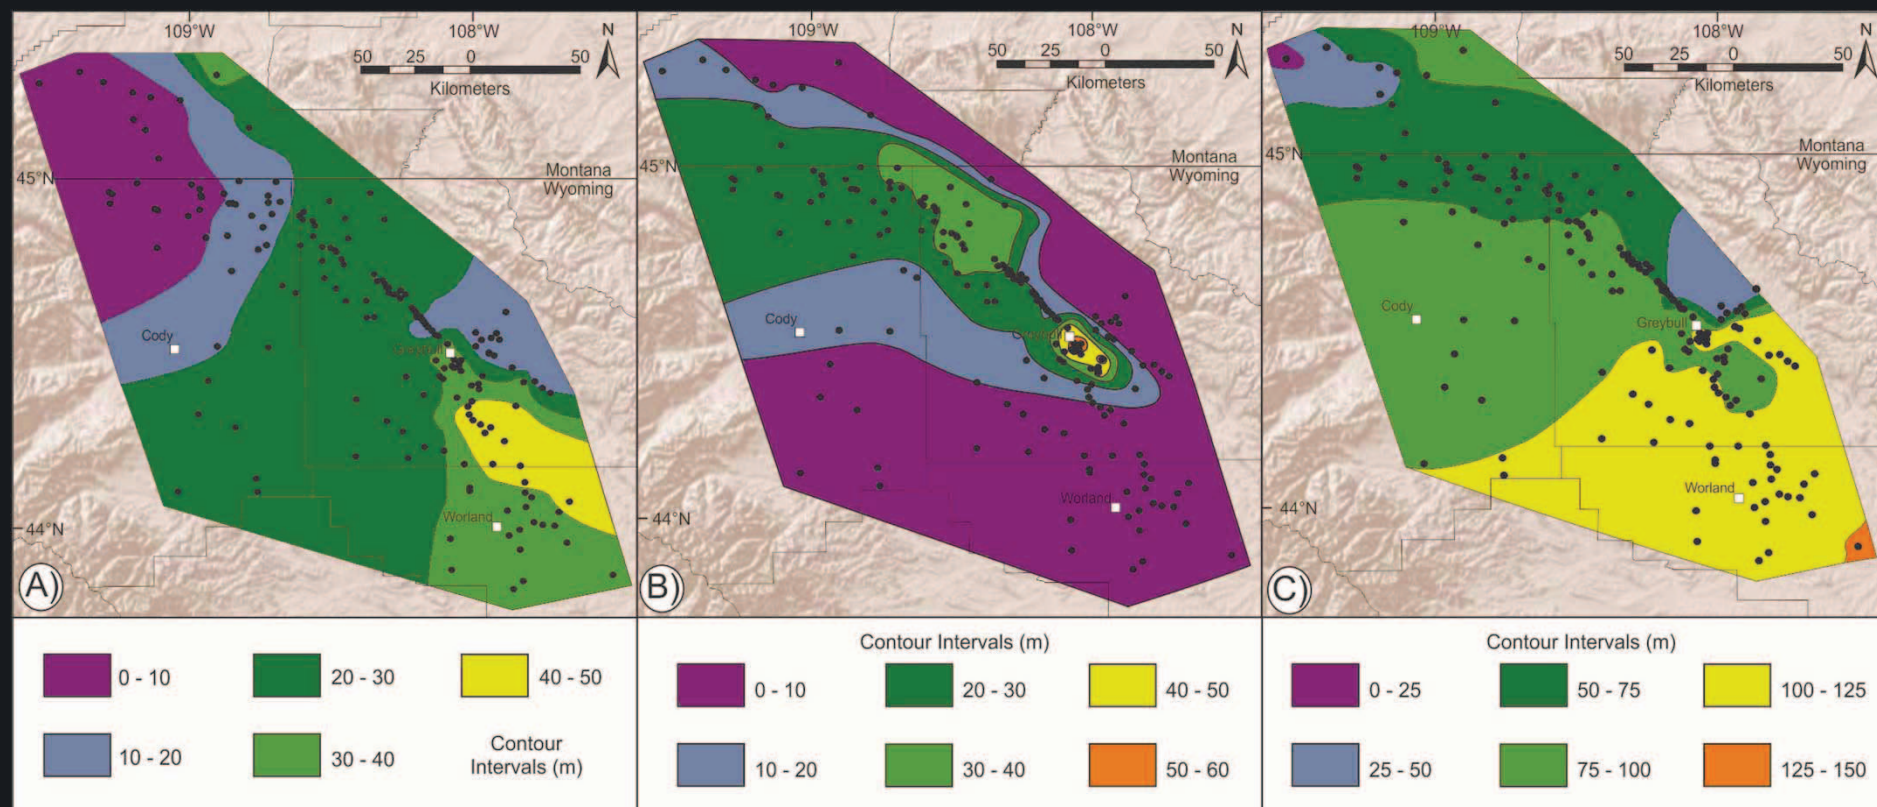 109°W
108°W
N
50 25 0 50
Kilometers
45°N
Montana
Wyoming
Cody
Greybull
Worland
44°N
A)
0 - 10
20 - 30
40 - 50
10 - 20
30 - 40
Contour
Intervals (m)
109°W
108°W
N
50 25 0 50
Kilometers
45°N
Montana
Wyoming
Cody
Worland
44°N
B)
Contour Intervals (m)
0 - 10
20 - 30
40 - 50
10 - 20
30 - 40
50 - 60
109°W
108°W
N
50 25 0 50
Kilometers
45°N
Montana
Wyoming
Cody
Greybull
Worland
44°N
C)
Contour Intervals (m)
0 - 25
50 - 75
100 - 125
25 - 50
75 - 100
125 - 150